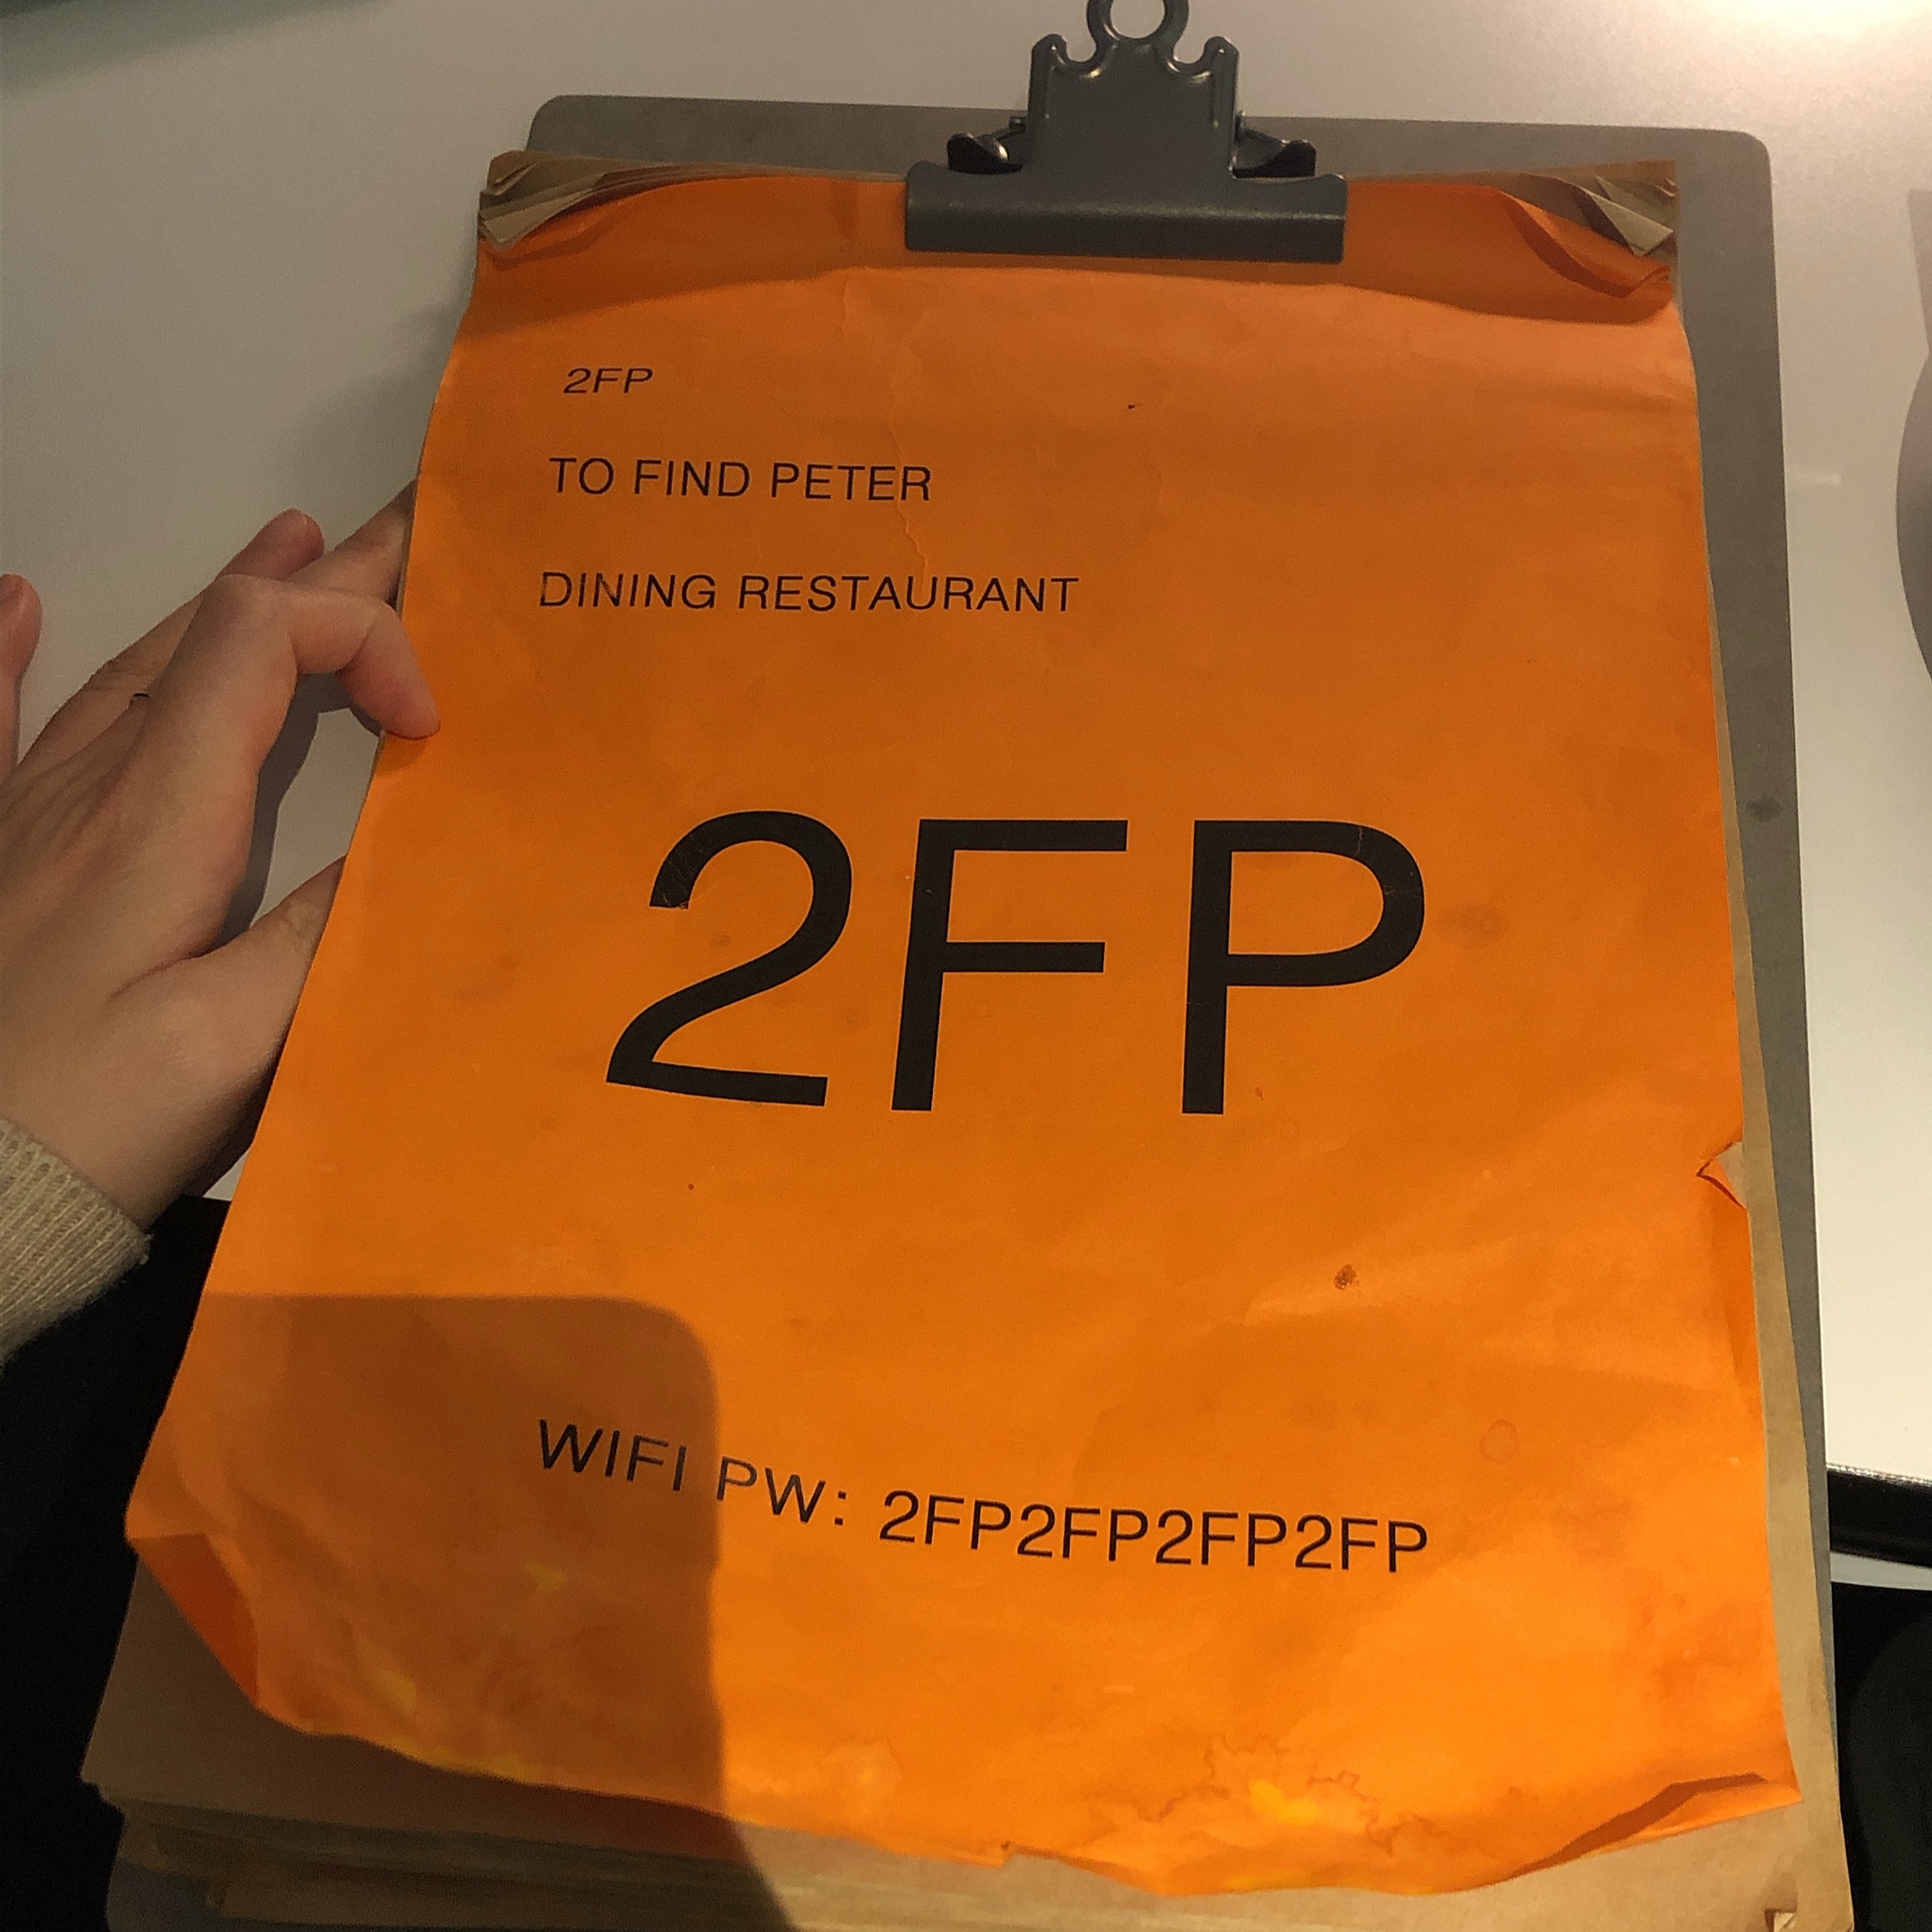 2FP
TO FIND PETER
DINING RESTAURANT
2FP
WIFI PW: 2FP2FP2FP2FP